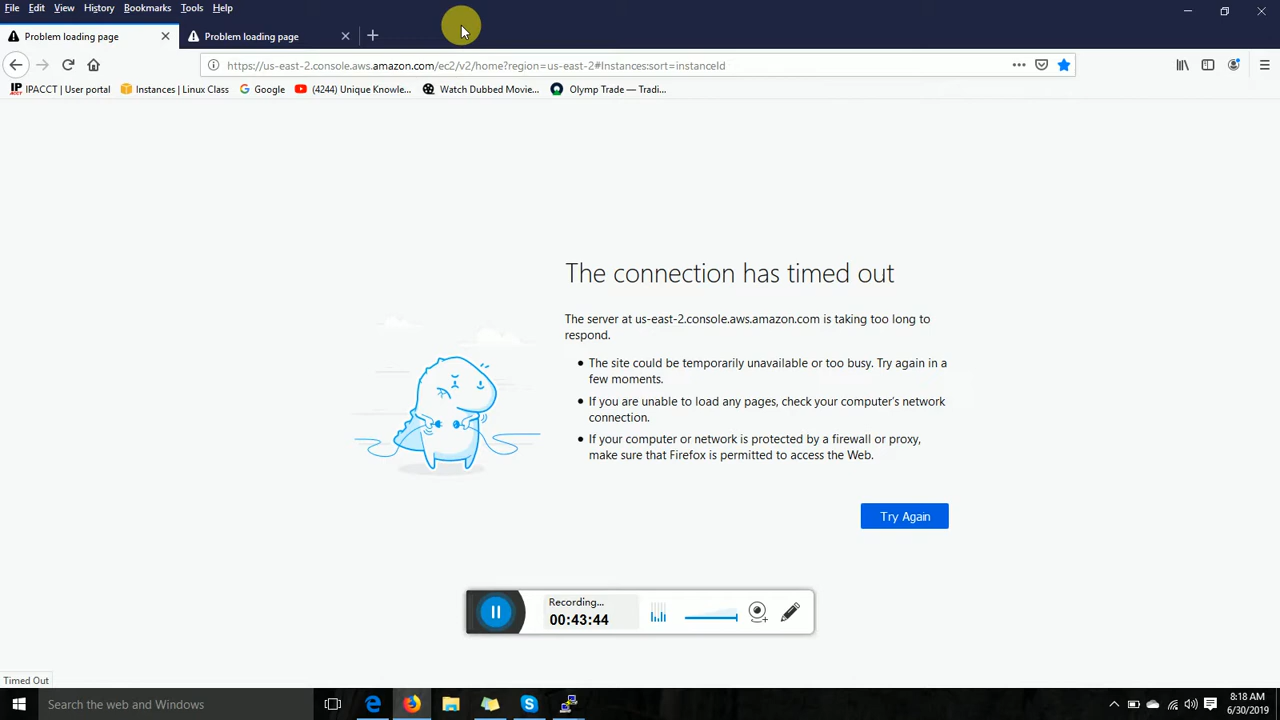 File Edit View History Bookmarks Tools Help
Problem loading page Problem loading page
https://us-east-2.console.aws.amazon.com/ec2/v2/home?region=us-east-2#Instances:sort=instanceId
IPACCT | User portal Instances | Linux Class Google (4244) Unique Knowle... Watch Dubbed Movie... Olymp Trade — Tradi...
The connection has timed out
The server at us-east-2.console.aws.amazon.com is taking too long to
respond.
The site could be temporarily unavailable or too busy. Try again in a
few moments.
If you are unable to load any pages, check your computer's network
connection.
If your computer or network is protected by a firewall or proxy,
make sure that Firefox is permitted to access the Web.
Try Again
Recording...
00:43:44
Timed Out
Search the web and Windows
8:18 AM
6/30/2019